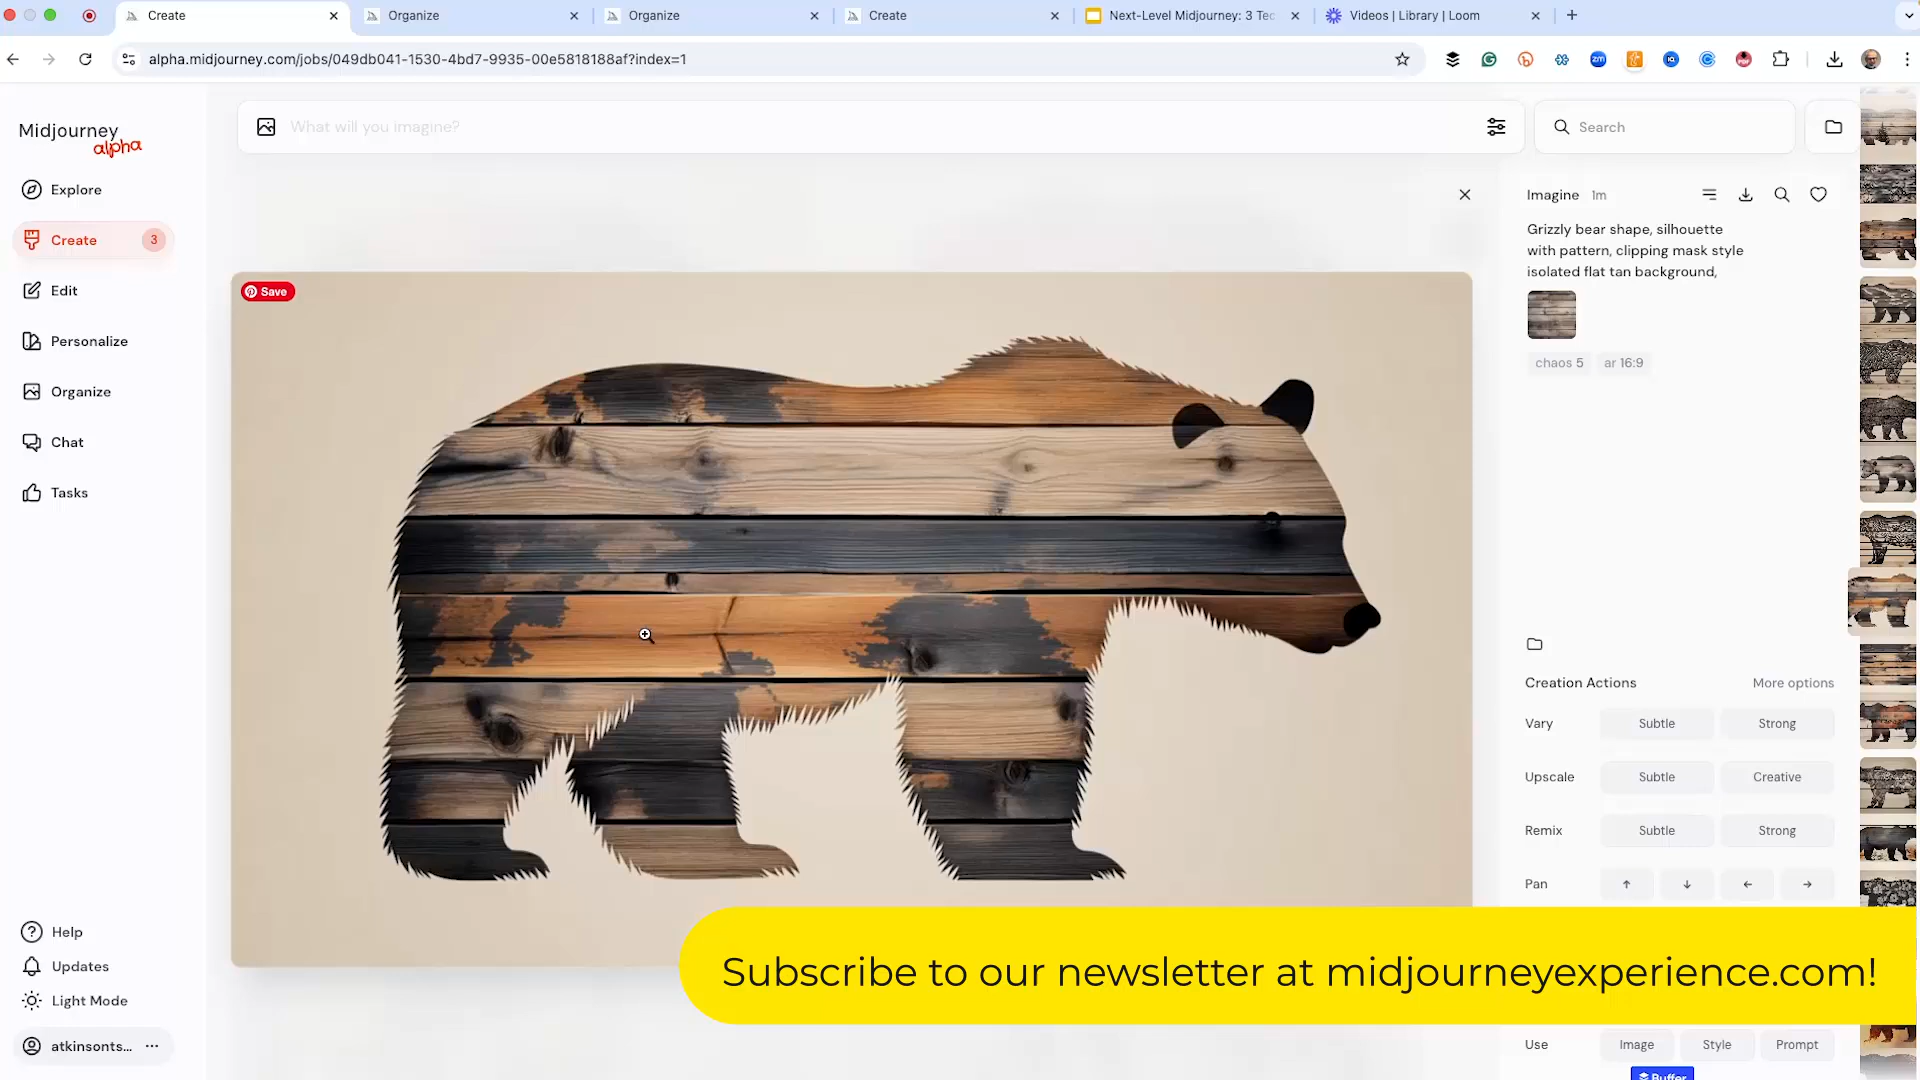 Create
Organize
Organize
Create
Next-Level Midjourney: 3 Tec
Videos | Library | Loom
alpha.midjourney.com/jobs/049db041-1530-4bd7-9935-00e5818188af?index=1
Midjourney
alpha
What will you imagine?
Search
Explore
Create 3
Edit
Personalize
Organize
Chat
Tasks
Help
Updates
Light Mode
atkinsonts...
Save
Imagine 1m
Grizzly bear shape, silhouette
with pattern, clipping mask style
isolated flat tan background,
chaos 5 ar 16:9
Creation Actions More options
Vary Subtle Strong
Upscale Subtle Creative
Remix Subtle Strong
Pan
Subscribe to our newsletter at midjourneyexperience.com!
Use Image Style Prompt
Buffer